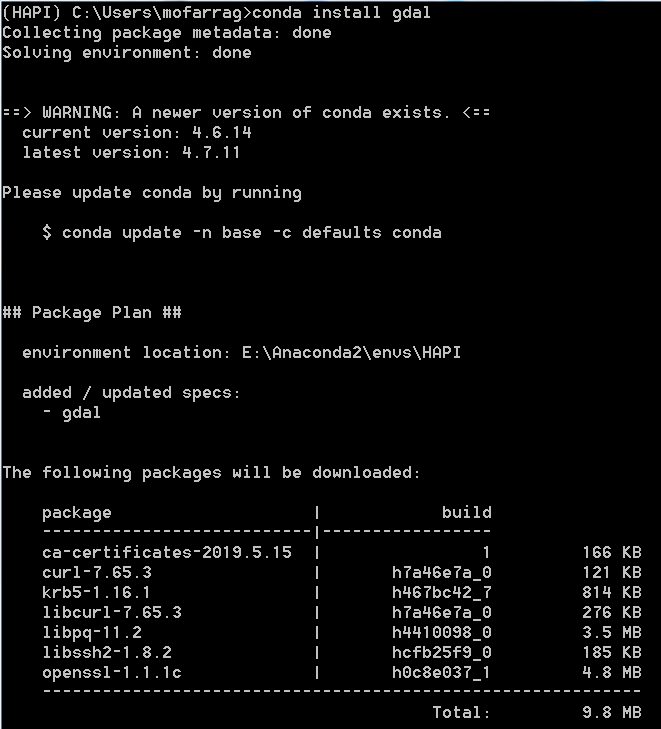 (HAPI) C:\Users\mofarrag>conda install gdal
Collecting package metadata: done
Solving environment: done
==> WARNING: A newer version of conda exists. <==
  current version: 4.6.14
  latest version: 4.7.11
Please update conda by running
    $ conda update -n base -c defaults conda
## Package Plan ##
  environment location: E:\Anaconda2\envs\HAPI
  added / updated specs:
    - gdal
The following packages will be downloaded:
    package                    |            build
    ---------------------------|-----------------
    ca-certificates-2019.5.15  |                1         166 KB
    curl-7.65.3                |       h7a46e7a_0         121 KB
    krb5-1.16.1                |       h467bc42_7         814 KB
    libcurl-7.65.3             |       h7a46e7a_0         276 KB
    libpq-11.2                 |       h4410098_0         3.5 MB
    libssh2-1.8.2              |       hcfb25f9_0         185 KB
    openssl-1.1.1c             |       h0c8e037_1         4.8 MB
    ------------------------------------------------------------
                                           Total:         9.8 MB